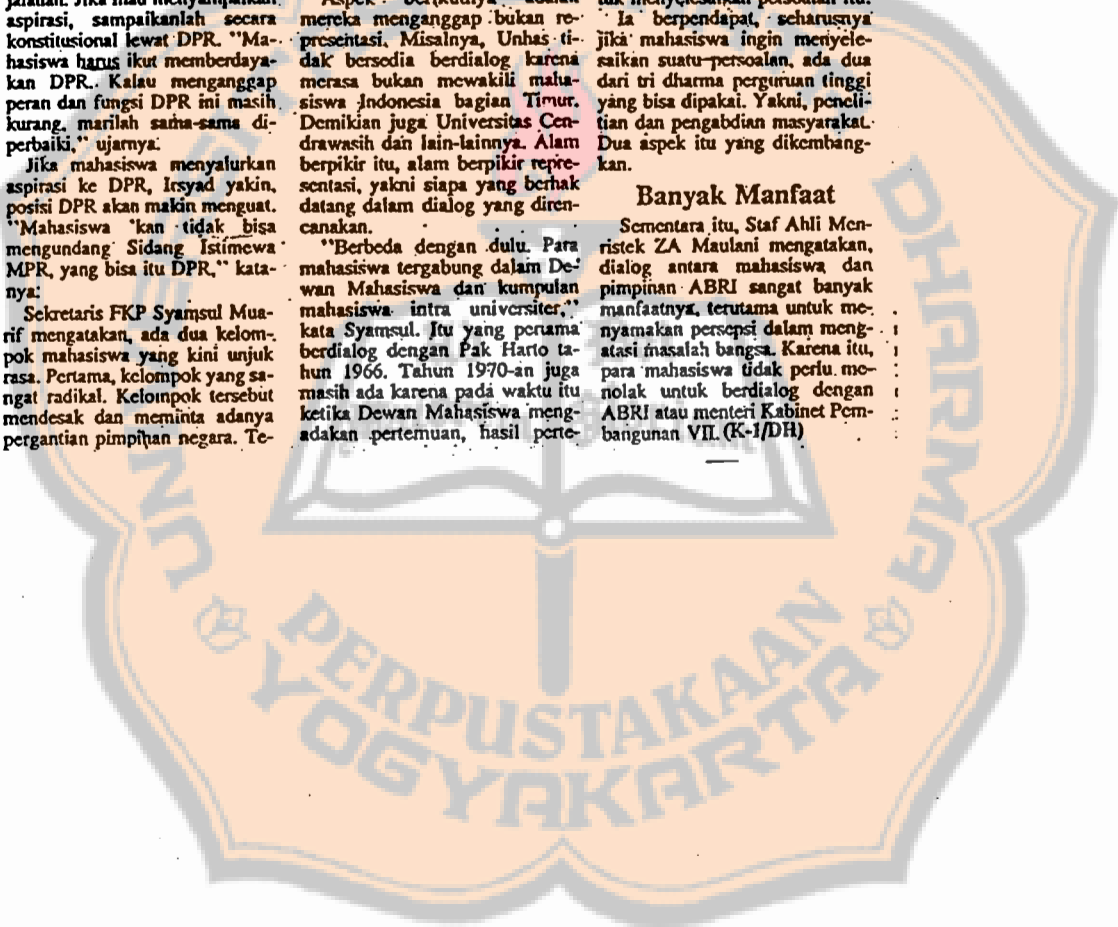 jalanan. Jika mau menyampaikan
aspirasi, sampaikanlah secara
konstitusional lewat DPR. "Ma-
hasiswa harus ikut memberdaya-
kan DPR. Kalau menganggap
peran dan fungsi DPR ini masih
kurang, marilah sama-sama di-
perbaiki," ujarnya.
Jika mahasiswa menyalurkan
aspirasi ke DPR, Irsyad yakin,
posisi DPR akan makin menguat.
"Mahasiswa 'kan tidak bisa
mengundang Sidang Istimewa
MPR, yang bisa itu DPR," kata-
nya.
Sekretaris FKP Syamsul Mua-
rif mengatakan, ada dua kelom-
pok mahasiswa yang kini unjuk
rasa. Pertama, kelompok yang sa-
ngat radikal. Kelompok tersebut
mendesak dan meminta adanya
pergantian pimpinan negara. Te-
Aspek berikutnya adalah
mereka menganggap bukan re-
presentasi. Misalnya, Unhas ti-
dak bersedia berdialog karena
merasa bukan mewakili maha-
siswa Indonesia bagian Timur.
Demikian juga Universitas Cen-
drawasih dan lain-lainnya. Alam
berpikir itu, alam berpikir repre-
sentasi, yakni siapa yang berhak
datang dalam dialog yang diren-
canakan.
"Berbeda dengan dulu. Para
mahasiswa tergabung dalam De-
wan Mahasiswa dan kumpulan
mahasiswa intra universiter,"
kata Syamsul. Itu yang pertama
berdialog dengan Pak Harto ta-
hun 1966. Tahun 1970-an juga
masih ada karena pada waktu itu
ketika Dewan Mahasiswa meng-
adakan pertemuan, hasil perte-
tuk menyelesaikan persoalan itu.
Ia berpendapat, seharusnya
jika mahasiswa ingin menyele-
saikan suatu persoalan, ada dua
dari tri dharma perguruan tinggi
yang bisa dipakai. Yakni, peneli-
tian dan pengabdian masyarakat.
Dua aspek itu yang dikembang-
kan.
Banyak Manfaat
Sementara itu, Staf Ahli Men-
ristek ZA Maulani mengatakan,
dialog antara mahasiswa dan
pimpinan ABRI sangat banyak
manfaatnya, terutama untuk me-
nyamakan persepsi dalam meng-
atasi masalah bangsa. Karena itu,
para mahasiswa tidak perlu me-
nolak untuk berdialog dengan
ABRI atau menteri Kabinet Pem-
bangunan VII. (K-1/DH)
DHARMA
PERPUSTAKAAN
YOGYAKARTA